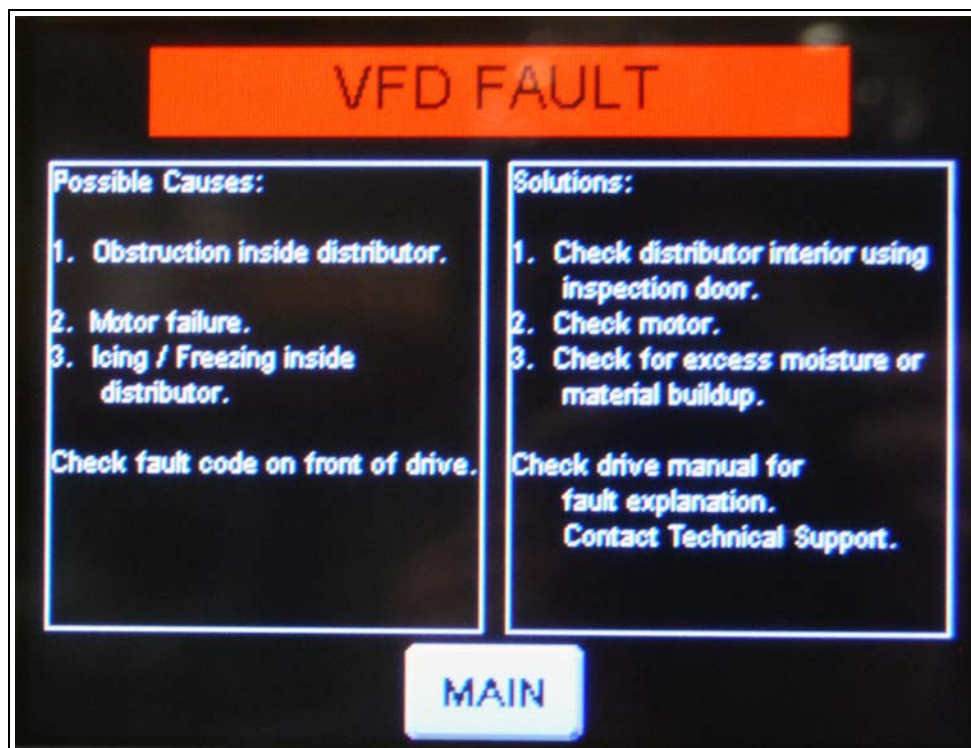 VFD FAULT
Possible Causes:
1. Obstruction inside distributor.
2. Motor failure.
3. Icing / Freezing inside
distributor.
Check fault code on front of drive.
Solutions:
1. Check distributor interior using
inspection door.
2. Check motor.
3. Check for excess moisture or
material buildup.
Check drive manual for
fault explanation.
Contact Technical Support.
MAIN